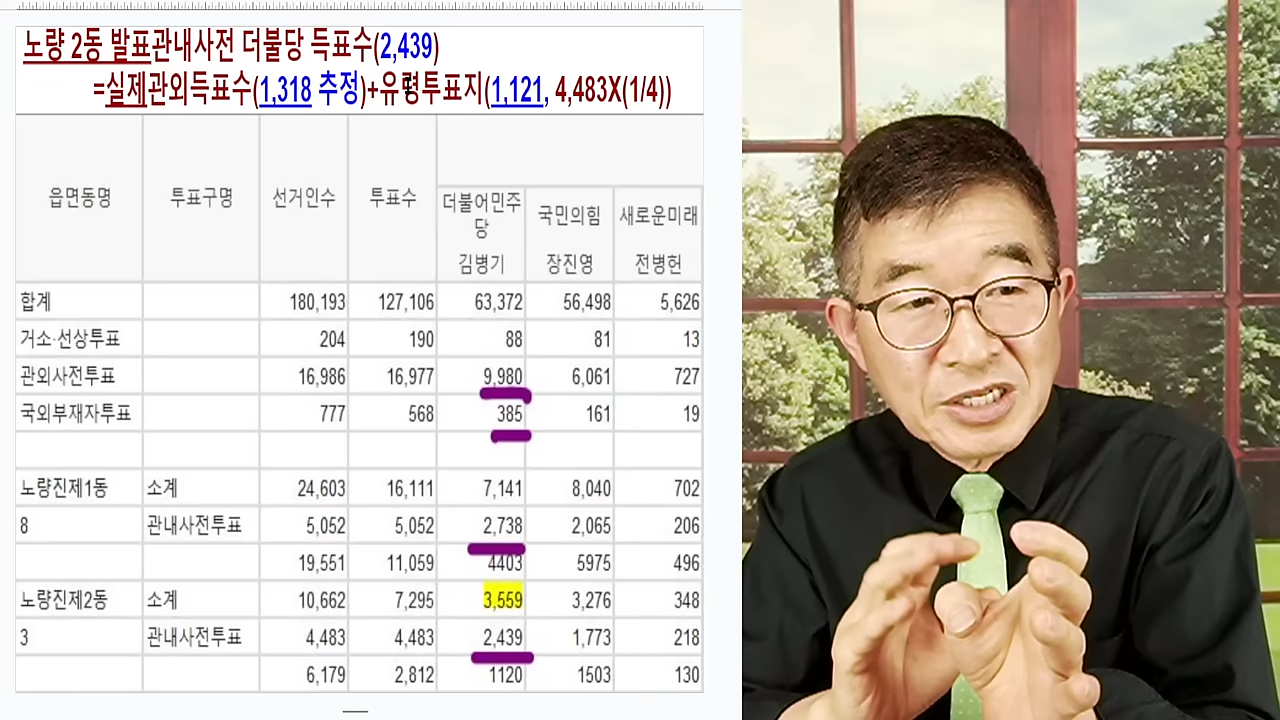 노량 2동 발표관내사전 더불당 득표수(2,439)
=실제관외득표수(1,318 추정)+유령투표지(1,121, 4,483X(1/4))
읍면동명 투표구명 선거인수 투표수 더불어민주당 김병기 국민의힘 장진영 새로운미래 전병헌
합계 180,193 127,106 63,372 56,498 5,626
거소·선상투표 204 190 88 81 13
관외사전투표 16,986 16,977 9,980 6,061 727
국외부재자투표 777 568 385 161 19
노량진제1동 소계 24,603 16,111 7,141 8,040 702
8 관내사전투표 5,052 5,052 2,738 2,065 206
19,551 11,059 4403 5975 496
노량진제2동 소계 10,662 7,295 3,559 3,276 348
3 관내사전투표 4,483 4,483 2,439 1,773 218
6,179 2,812 1120 1503 130